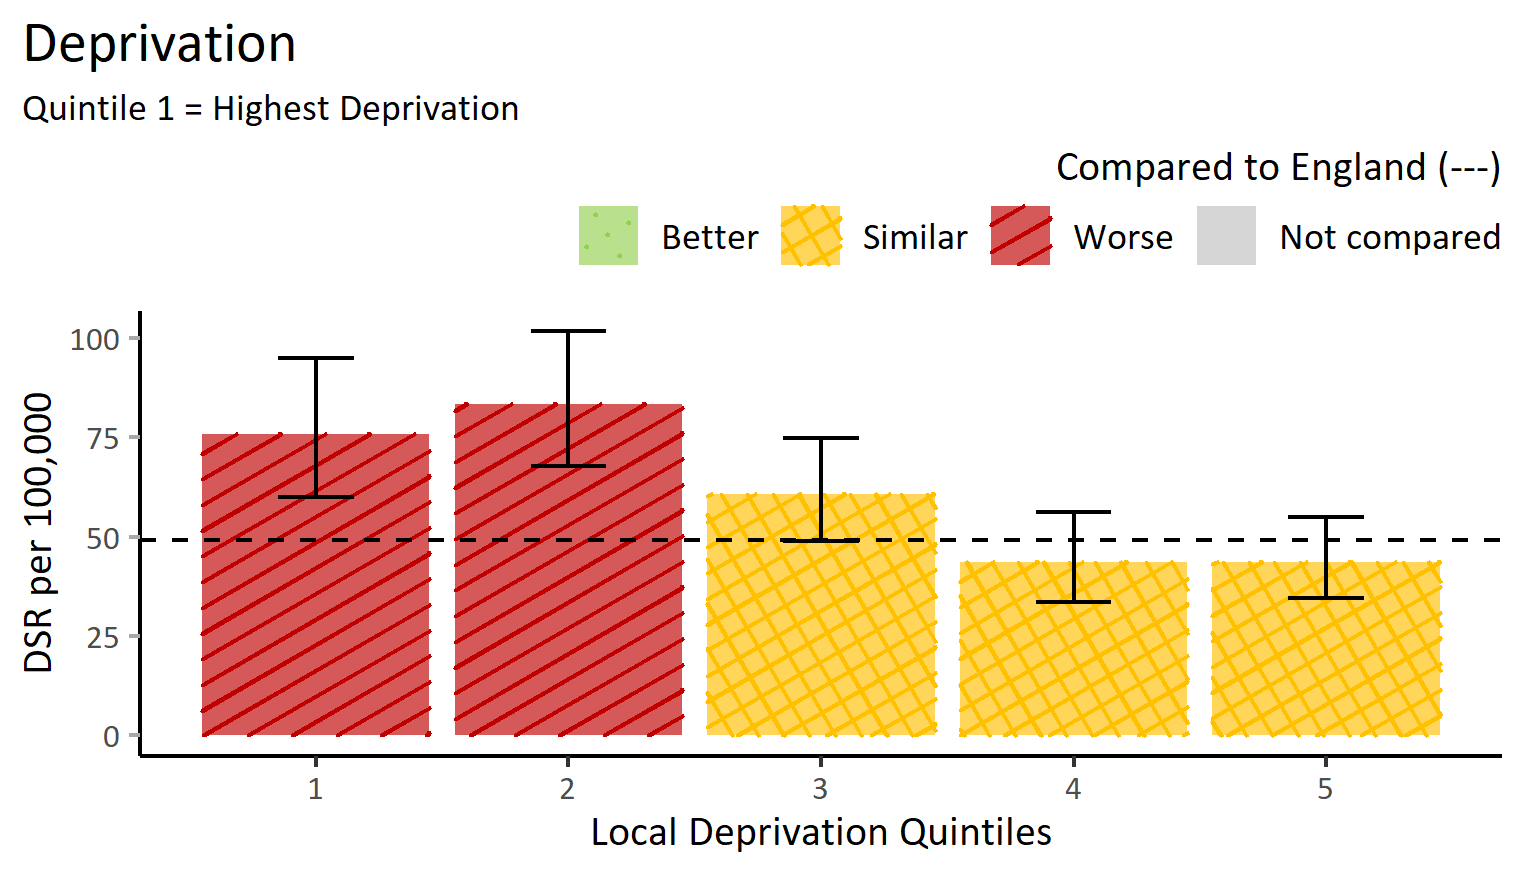 Deprivation
Quintile 1 = Highest Deprivation
Compared to England (---)
Better Similar Worse Not compared
DSR per 100,000
100
75
50
25
0
1 2 3 4 5
Local Deprivation Quintiles